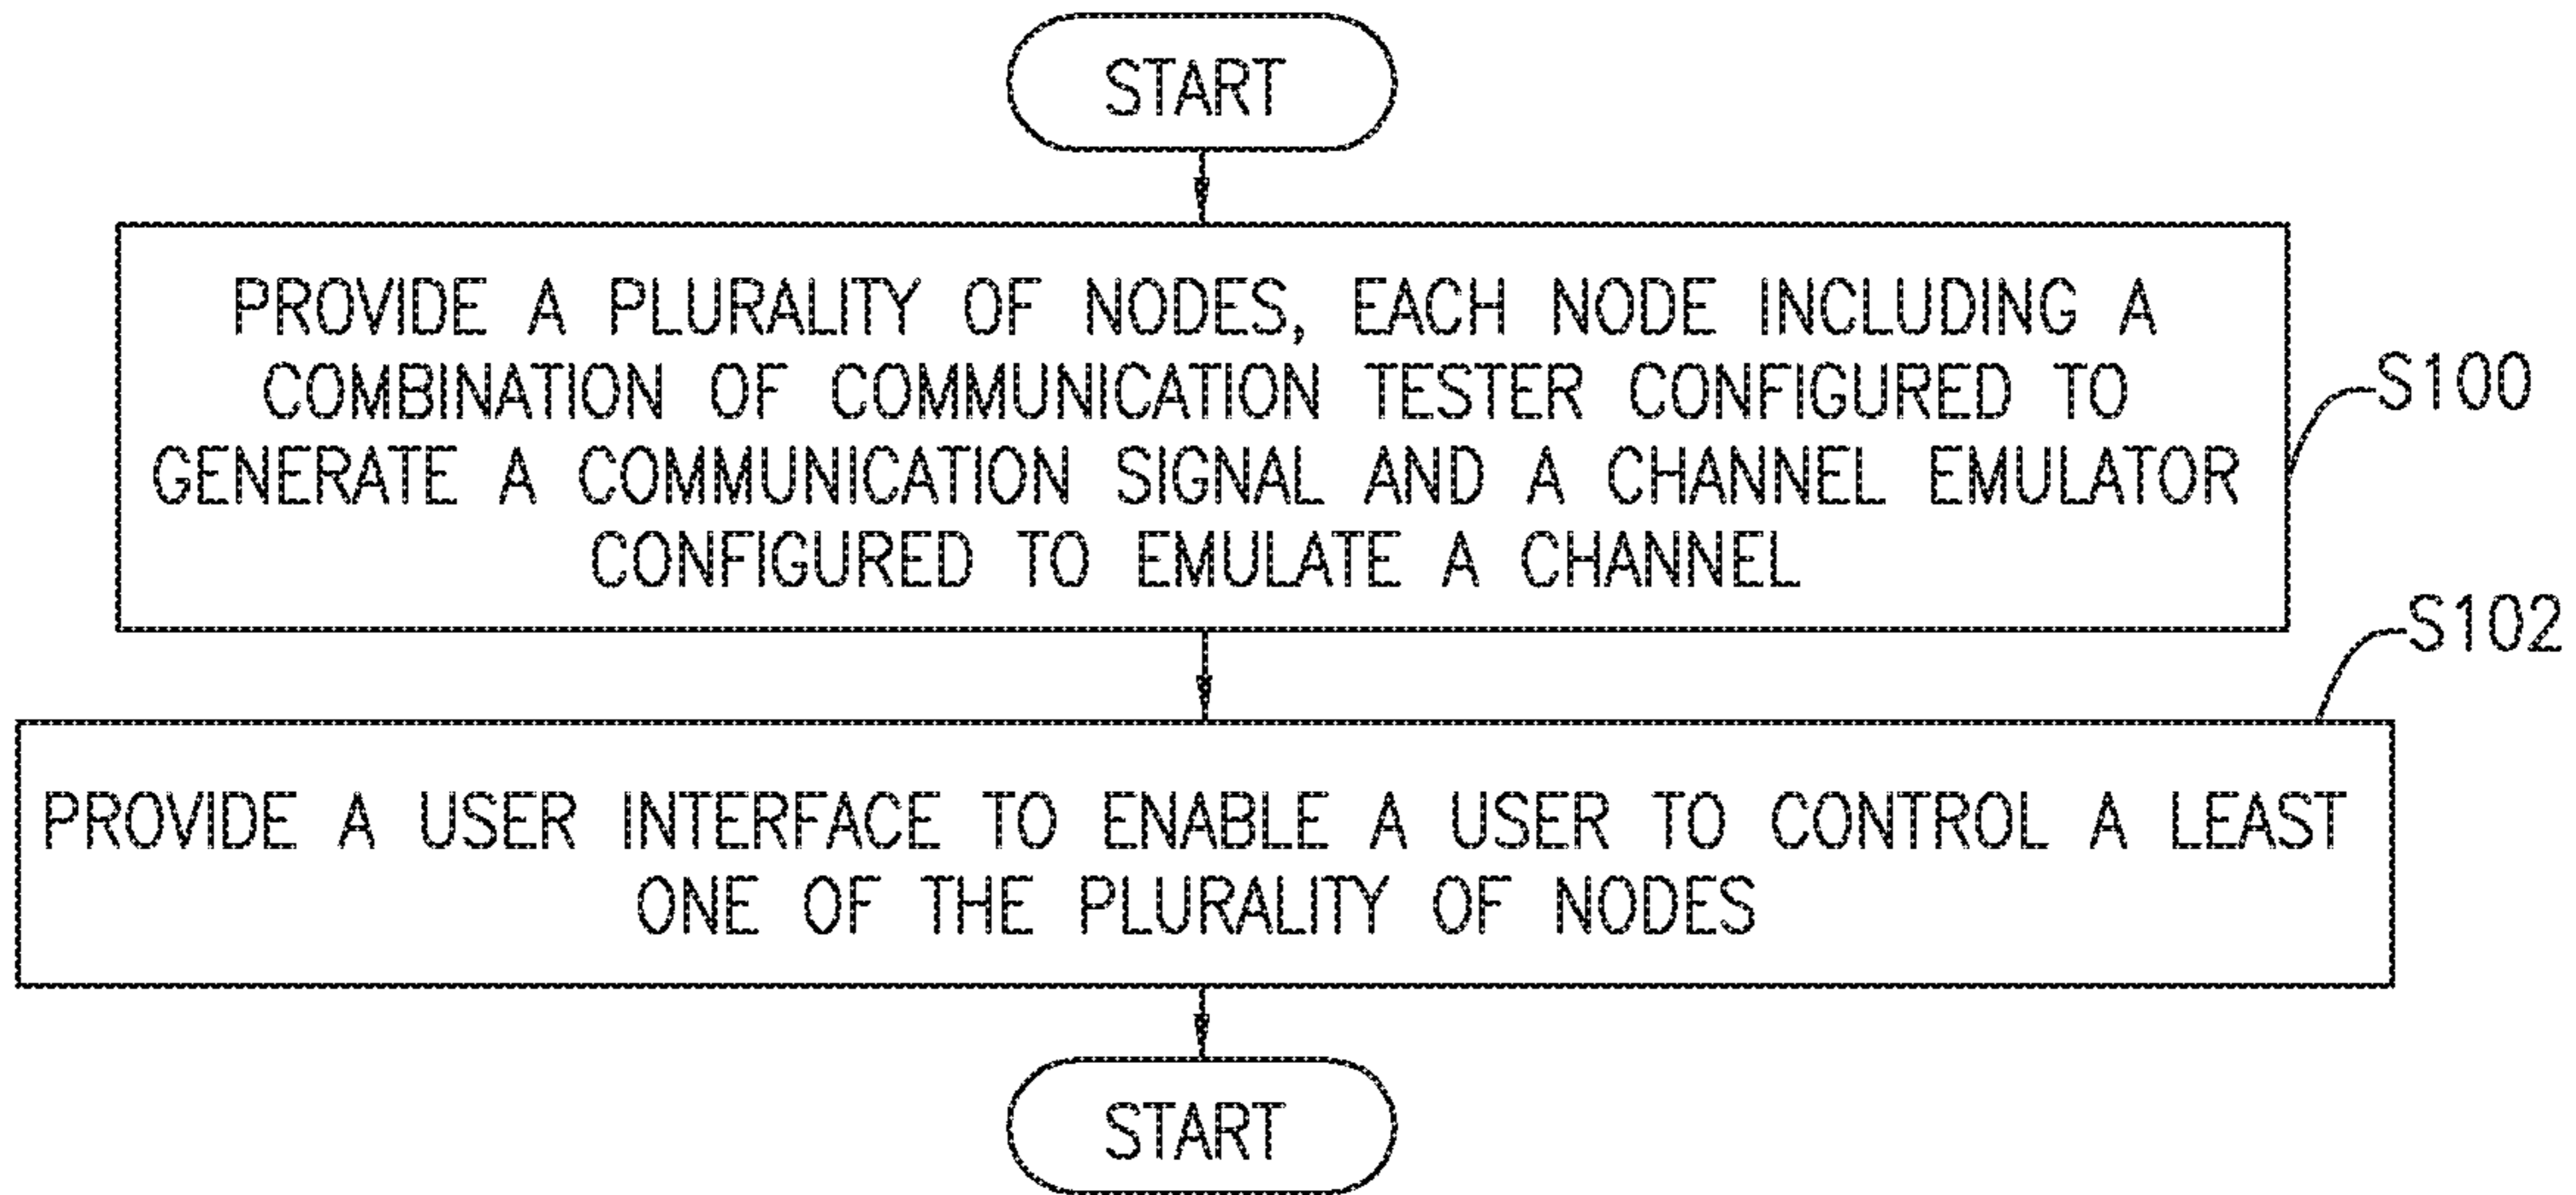 START
PROVIDE A PLURALITY OF NODES, EACH NODE INCLUDING A
COMBINATION OF COMMUNICATION TESTER CONFIGURED TO
GENERATE A COMMUNICATION SIGNAL AND A CHANNEL EMULATOR
CONFIGURED TO EMULATE A CHANNEL
S100
S102
PROVIDE A USER INTERFACE TO ENABLE A USER TO CONTROL A LEAST
ONE OF THE PLURALITY OF NODES
START